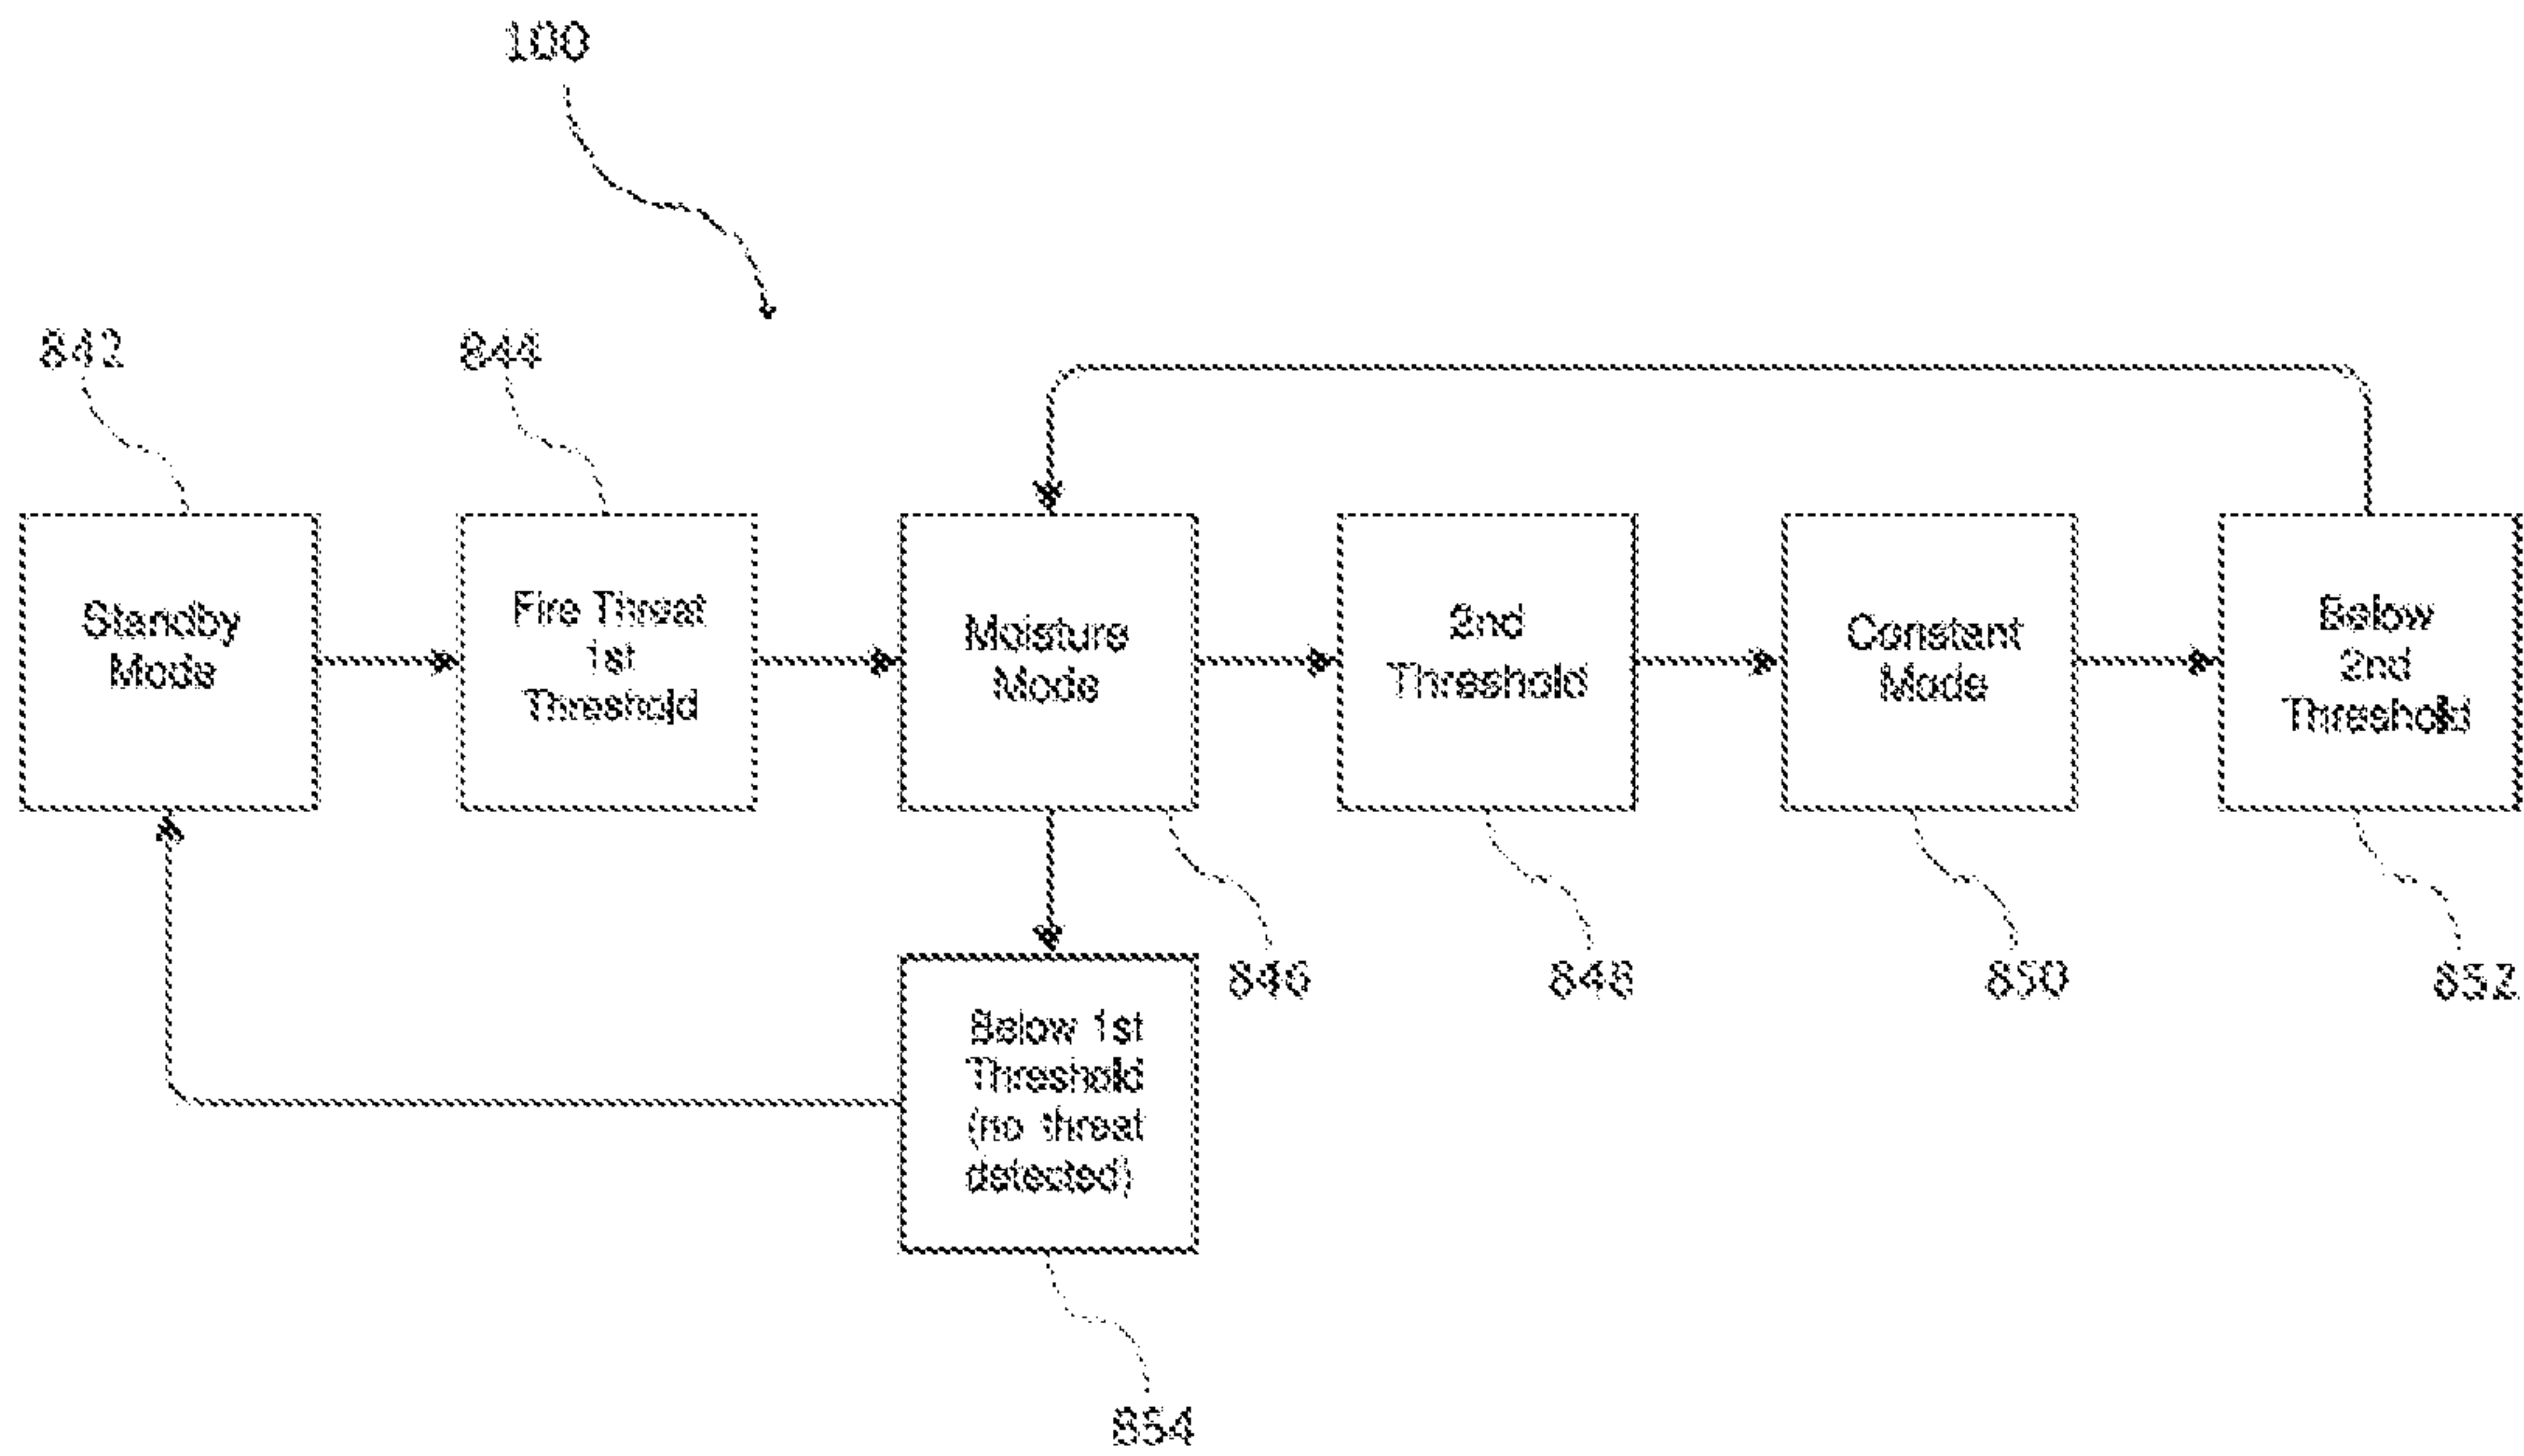 100
842
844
Standby
Mode
Fire Threat
1st
Threshold
Moisture
Mode
2nd
Threshold
Constant
Mode
Below
2nd
Threshold
846
848
850
852
Below 1st
Threshold
(no threat
detected)
854